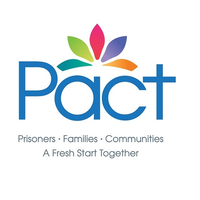 Pact
Prisoners · Families · Communities
A Fresh Start Together